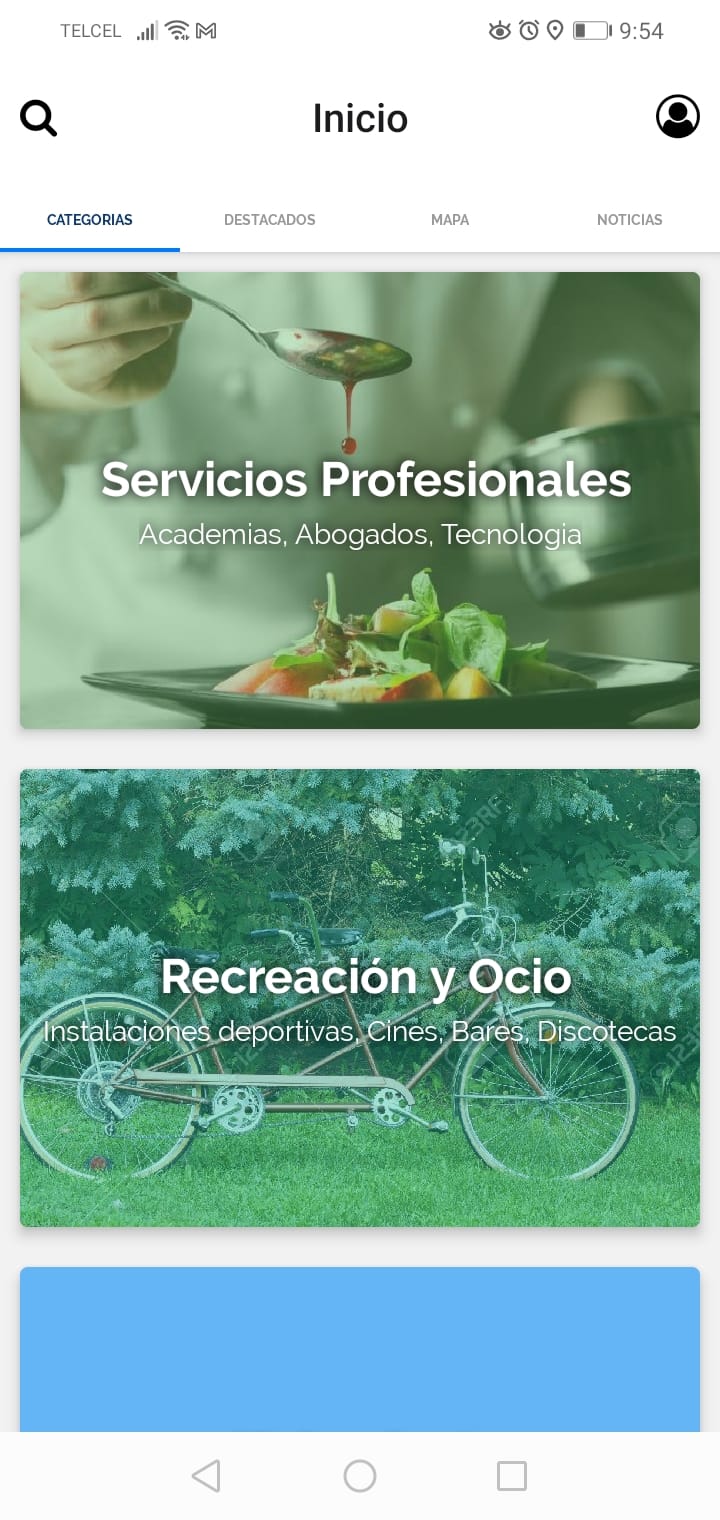 TELCEL 9:54
Inicio
CATEGORIAS DESTACADOS MAPA NOTICIAS
Servicios Profesionales
Academias, Abogados, Tecnologia
Recreación y Ocio
Instalaciones deportivas, Cines, Bares, Discotecas